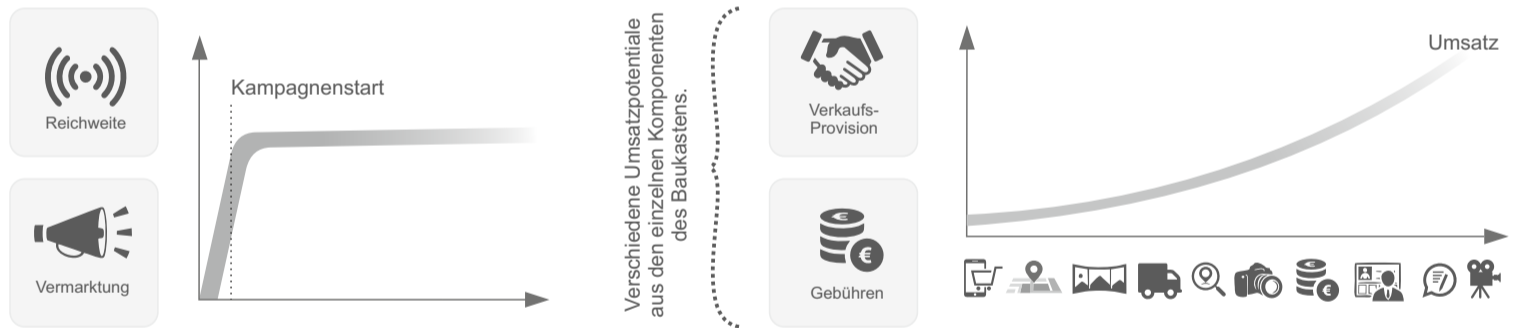 Reichweite
Vermarktung
Kampagnenstart
Verschiedene Umsatzpotentiale
aus den einzelnen Komponenten
des Baukastens.
Verkaufs-
Provision
€
€
Gebühren
Umsatz
€
€